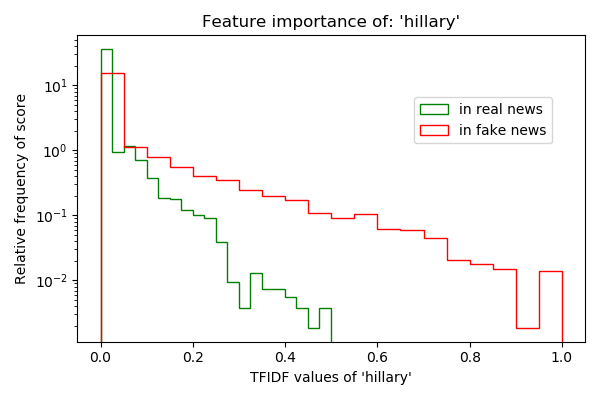 Feature importance of: 'hillary'
Relative frequency of score
10¹
10⁰
10⁻¹
10⁻²
in real news
in fake news
0.0 0.2 0.4 0.6 0.8 1.0
TFIDF values of 'hillary'